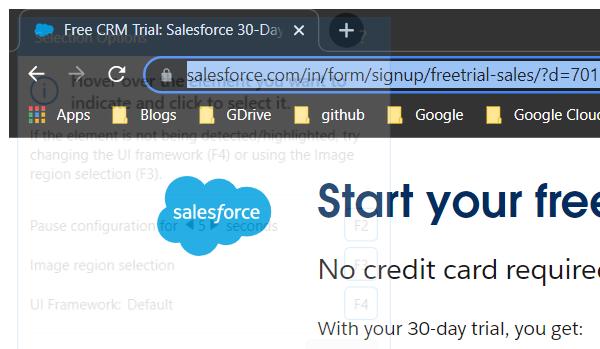 Free CRM Trial: Salesforce 30-Day
Selection Options
?
salesforce.com/in/form/signup/freetrial-sales/?d=701
Hover over the element you want to
indicate and click to select it.
Apps Blogs GDrive github Google Google Cloud
If the element is not being detected/highlighted, try
changing the UI framework (F4) or using the Image
region selection (F3).
salesforce
Start your free
Pause configuration for 5 seconds F2
Image region selection F3
No credit card required
UI Framework: Default F4
With your 30-day trial, you get: